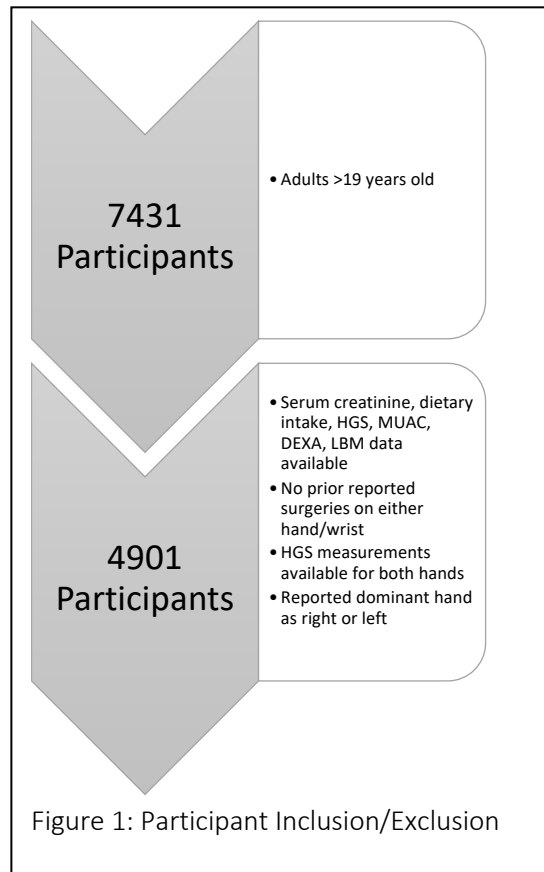 7431
Participants
• Adults >19 years old
4901
Participants
• Serum creatinine, dietary
intake, HGS, MUAC,
DEXA, LBM data
available
• No prior reported
surgeries on either
hand/wrist
• HGS measurements
available for both hands
• Reported dominant hand
as right or left
Figure 1: Participant Inclusion/Exclusion